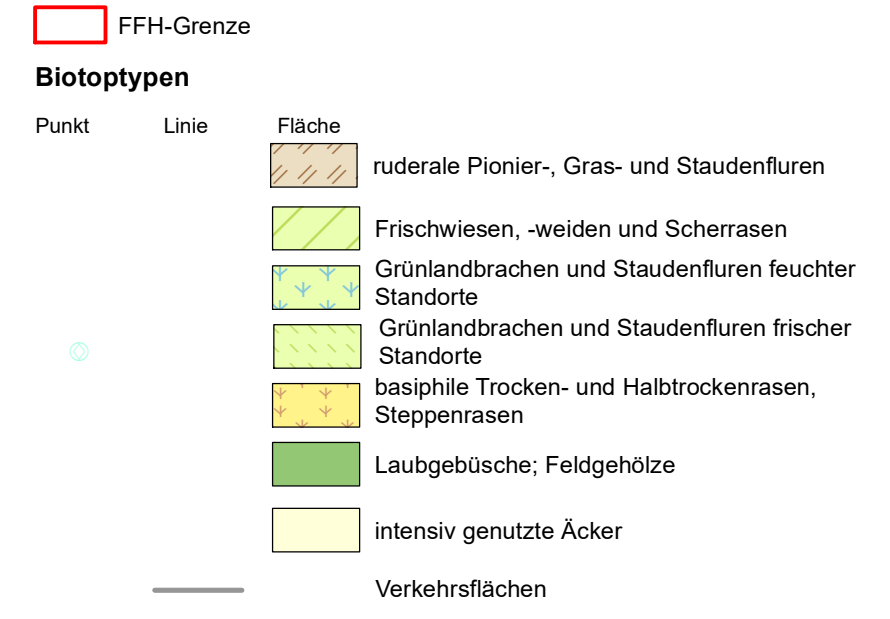 FFH-Grenze
Biotoptypen
Punkt Linie Fläche
ruderale Pionier-, Gras- und Staudenfluren
Frischwiesen, -weiden und Scherrasen
Grünlandbrachen und Staudenfluren feuchter
Standorte
Grünlandbrachen und Staudenfluren frischer
Standorte
basiphile Trocken- und Halbtrockenrasen,
Steppenrasen
Laubgebüsche; Feldgehölze
intensiv genutzte Äcker
Verkehrsflächen